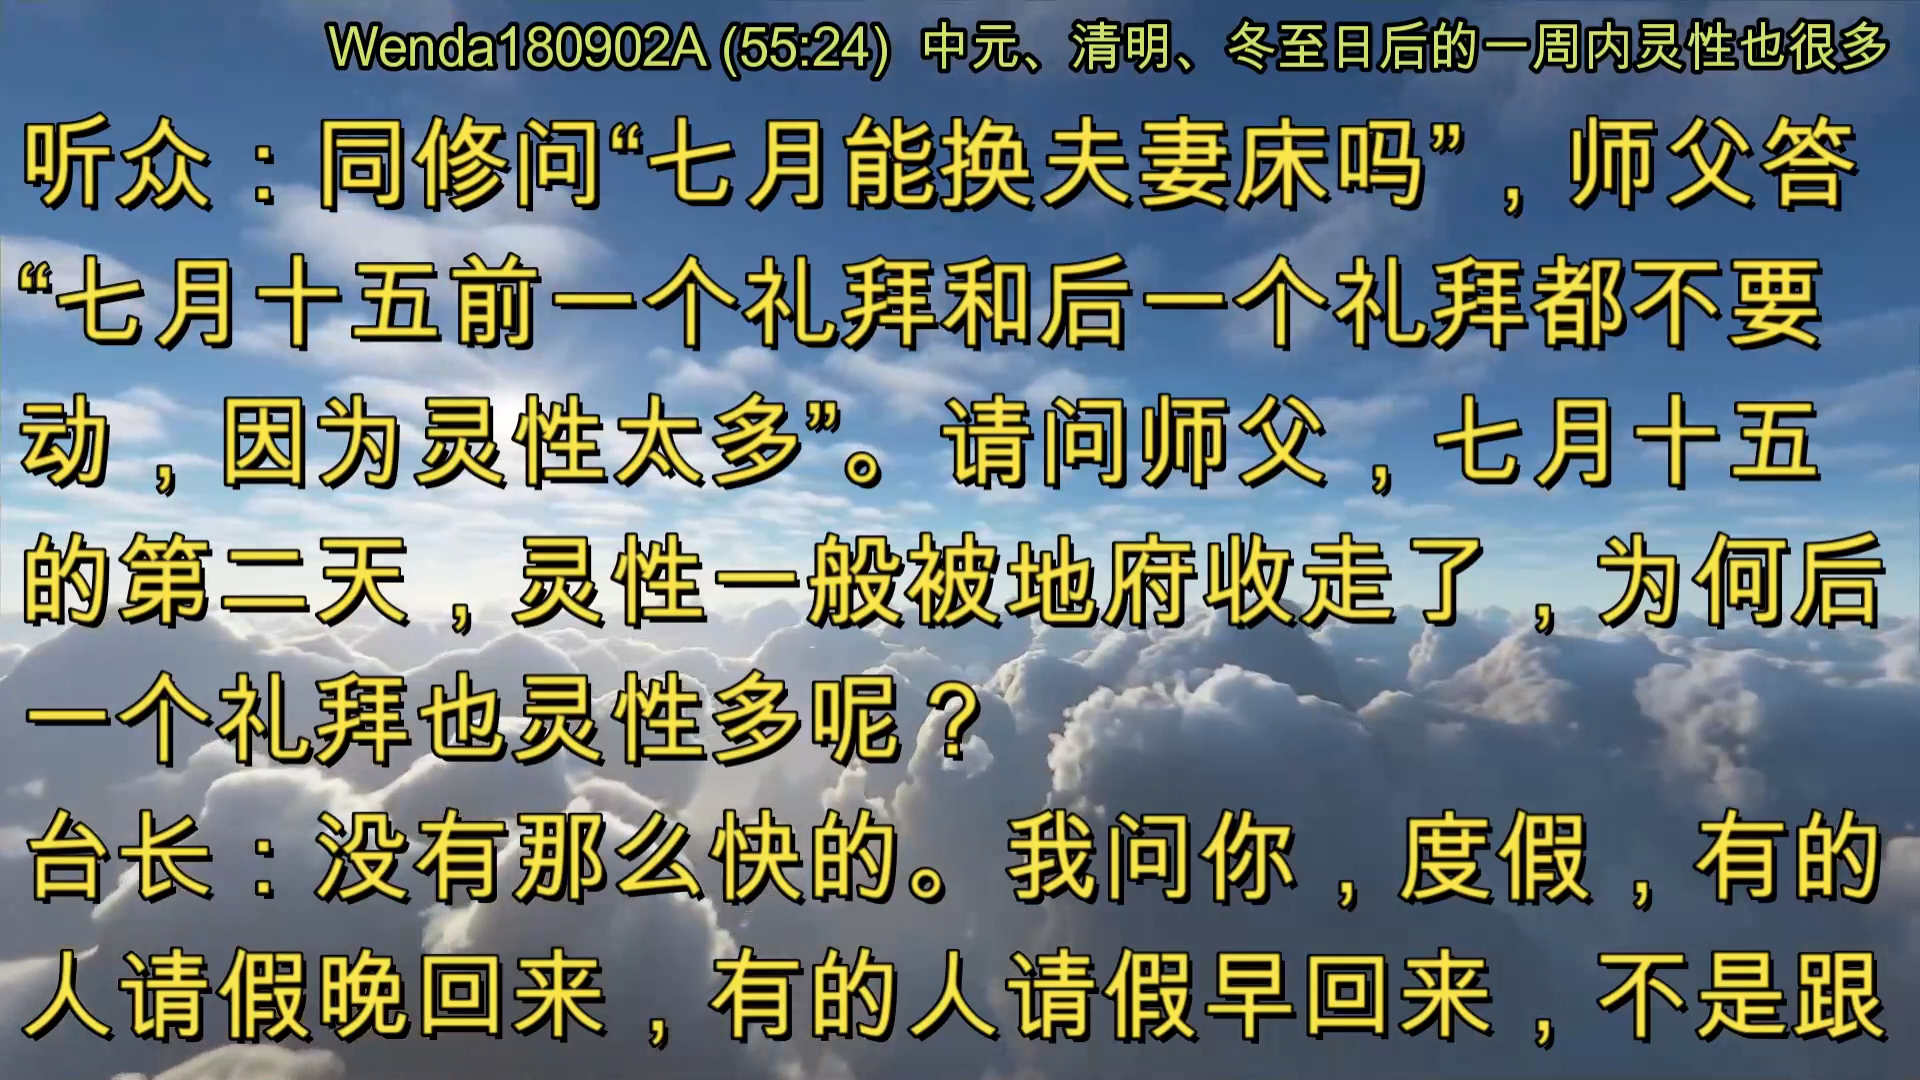 Wenda180902A (55:24)  中元、清明、冬至日后的一周内灵性也很多
听众：同修问“七月能换夫妻床吗”，师父答
“七月十五前一个礼拜和后一个礼拜都不要
动，因为灵性太多”。请问师父，七月十五
的第二天，灵性一般被地府收走了，为何后
一个礼拜也灵性多呢？
台长：没有那么快的。我问你，度假，有的
人请假晚回来，有的人请假早回来，不是跟